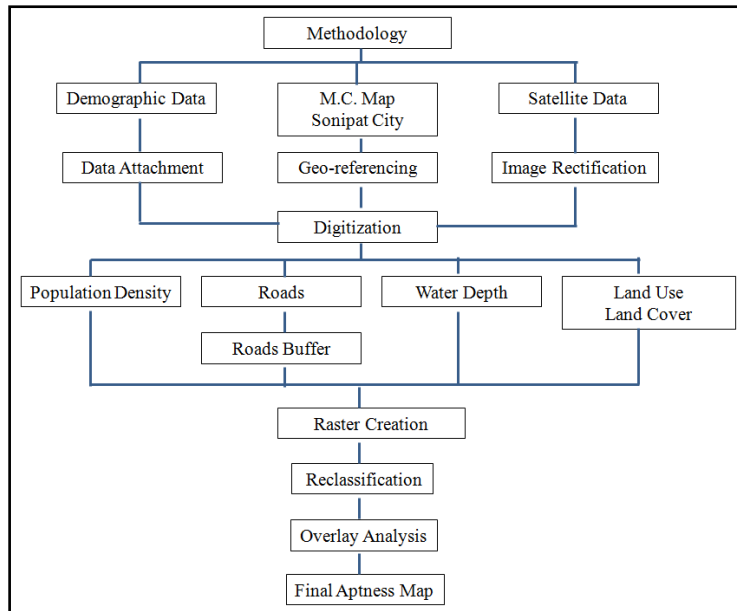 Methodology
Demographic Data
M.C. Map
Sonipat City
Satellite Data
Data Attachment
Geo-referencing
Image Rectification
Digitization
Population Density
Roads
Water Depth
Land Use
Land Cover
Roads Buffer
Raster Creation
Reclassification
Overlay Analysis
Final Aptness Map